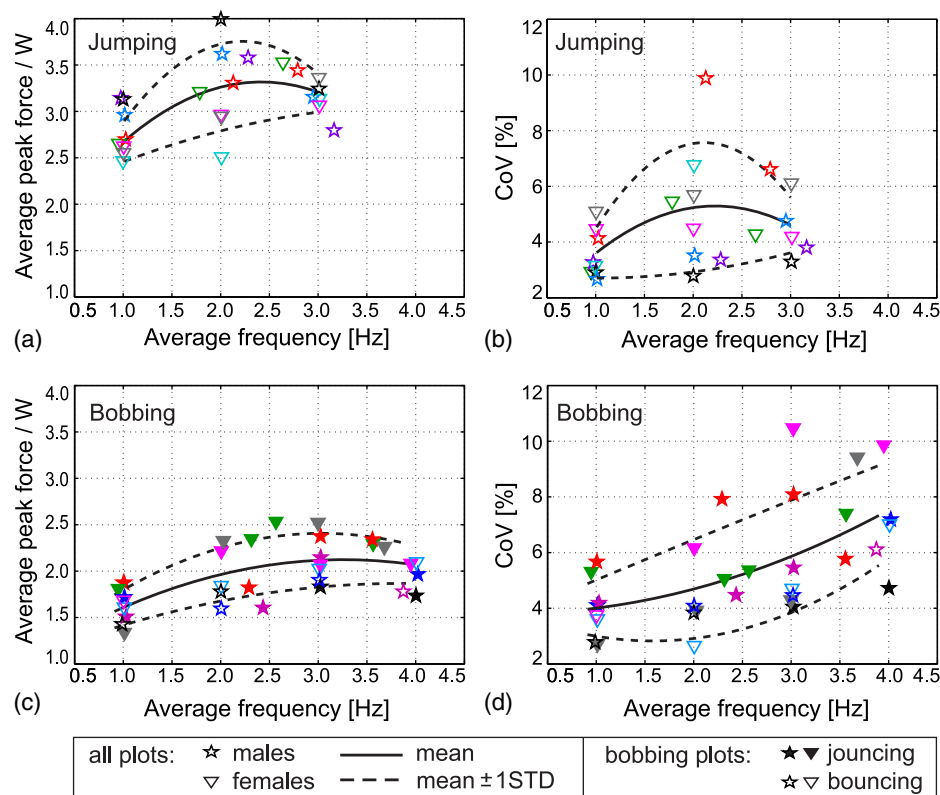 Jumping
Average peak force / W
4.0
3.5
3.0
2.5
2.0
1.5
1.0
0.5 1.0 1.5 2.0 2.5 3.0 3.5 4.0 4.5
(a) Average frequency [Hz]
Jumping
CoV [%]
12
10
8
6
4
2
0.5 1.0 1.5 2.0 2.5 3.0 3.5 4.0 4.5
(b) Average frequency [Hz]
Bobbing
Average peak force / W
4.0
3.5
3.0
2.5
2.0
1.5
1.0
0.5 1.0 1.5 2.0 2.5 3.0 3.5 4.0 4.5
(c) Average frequency [Hz]
Bobbing
CoV [%]
12
10
8
6
4
2
0.5 1.0 1.5 2.0 2.5 3.0 3.5 4.0 4.5
(d) Average frequency [Hz]
all plots: males mean
females mean ±1STD
bobbing plots: jouncing
bouncing